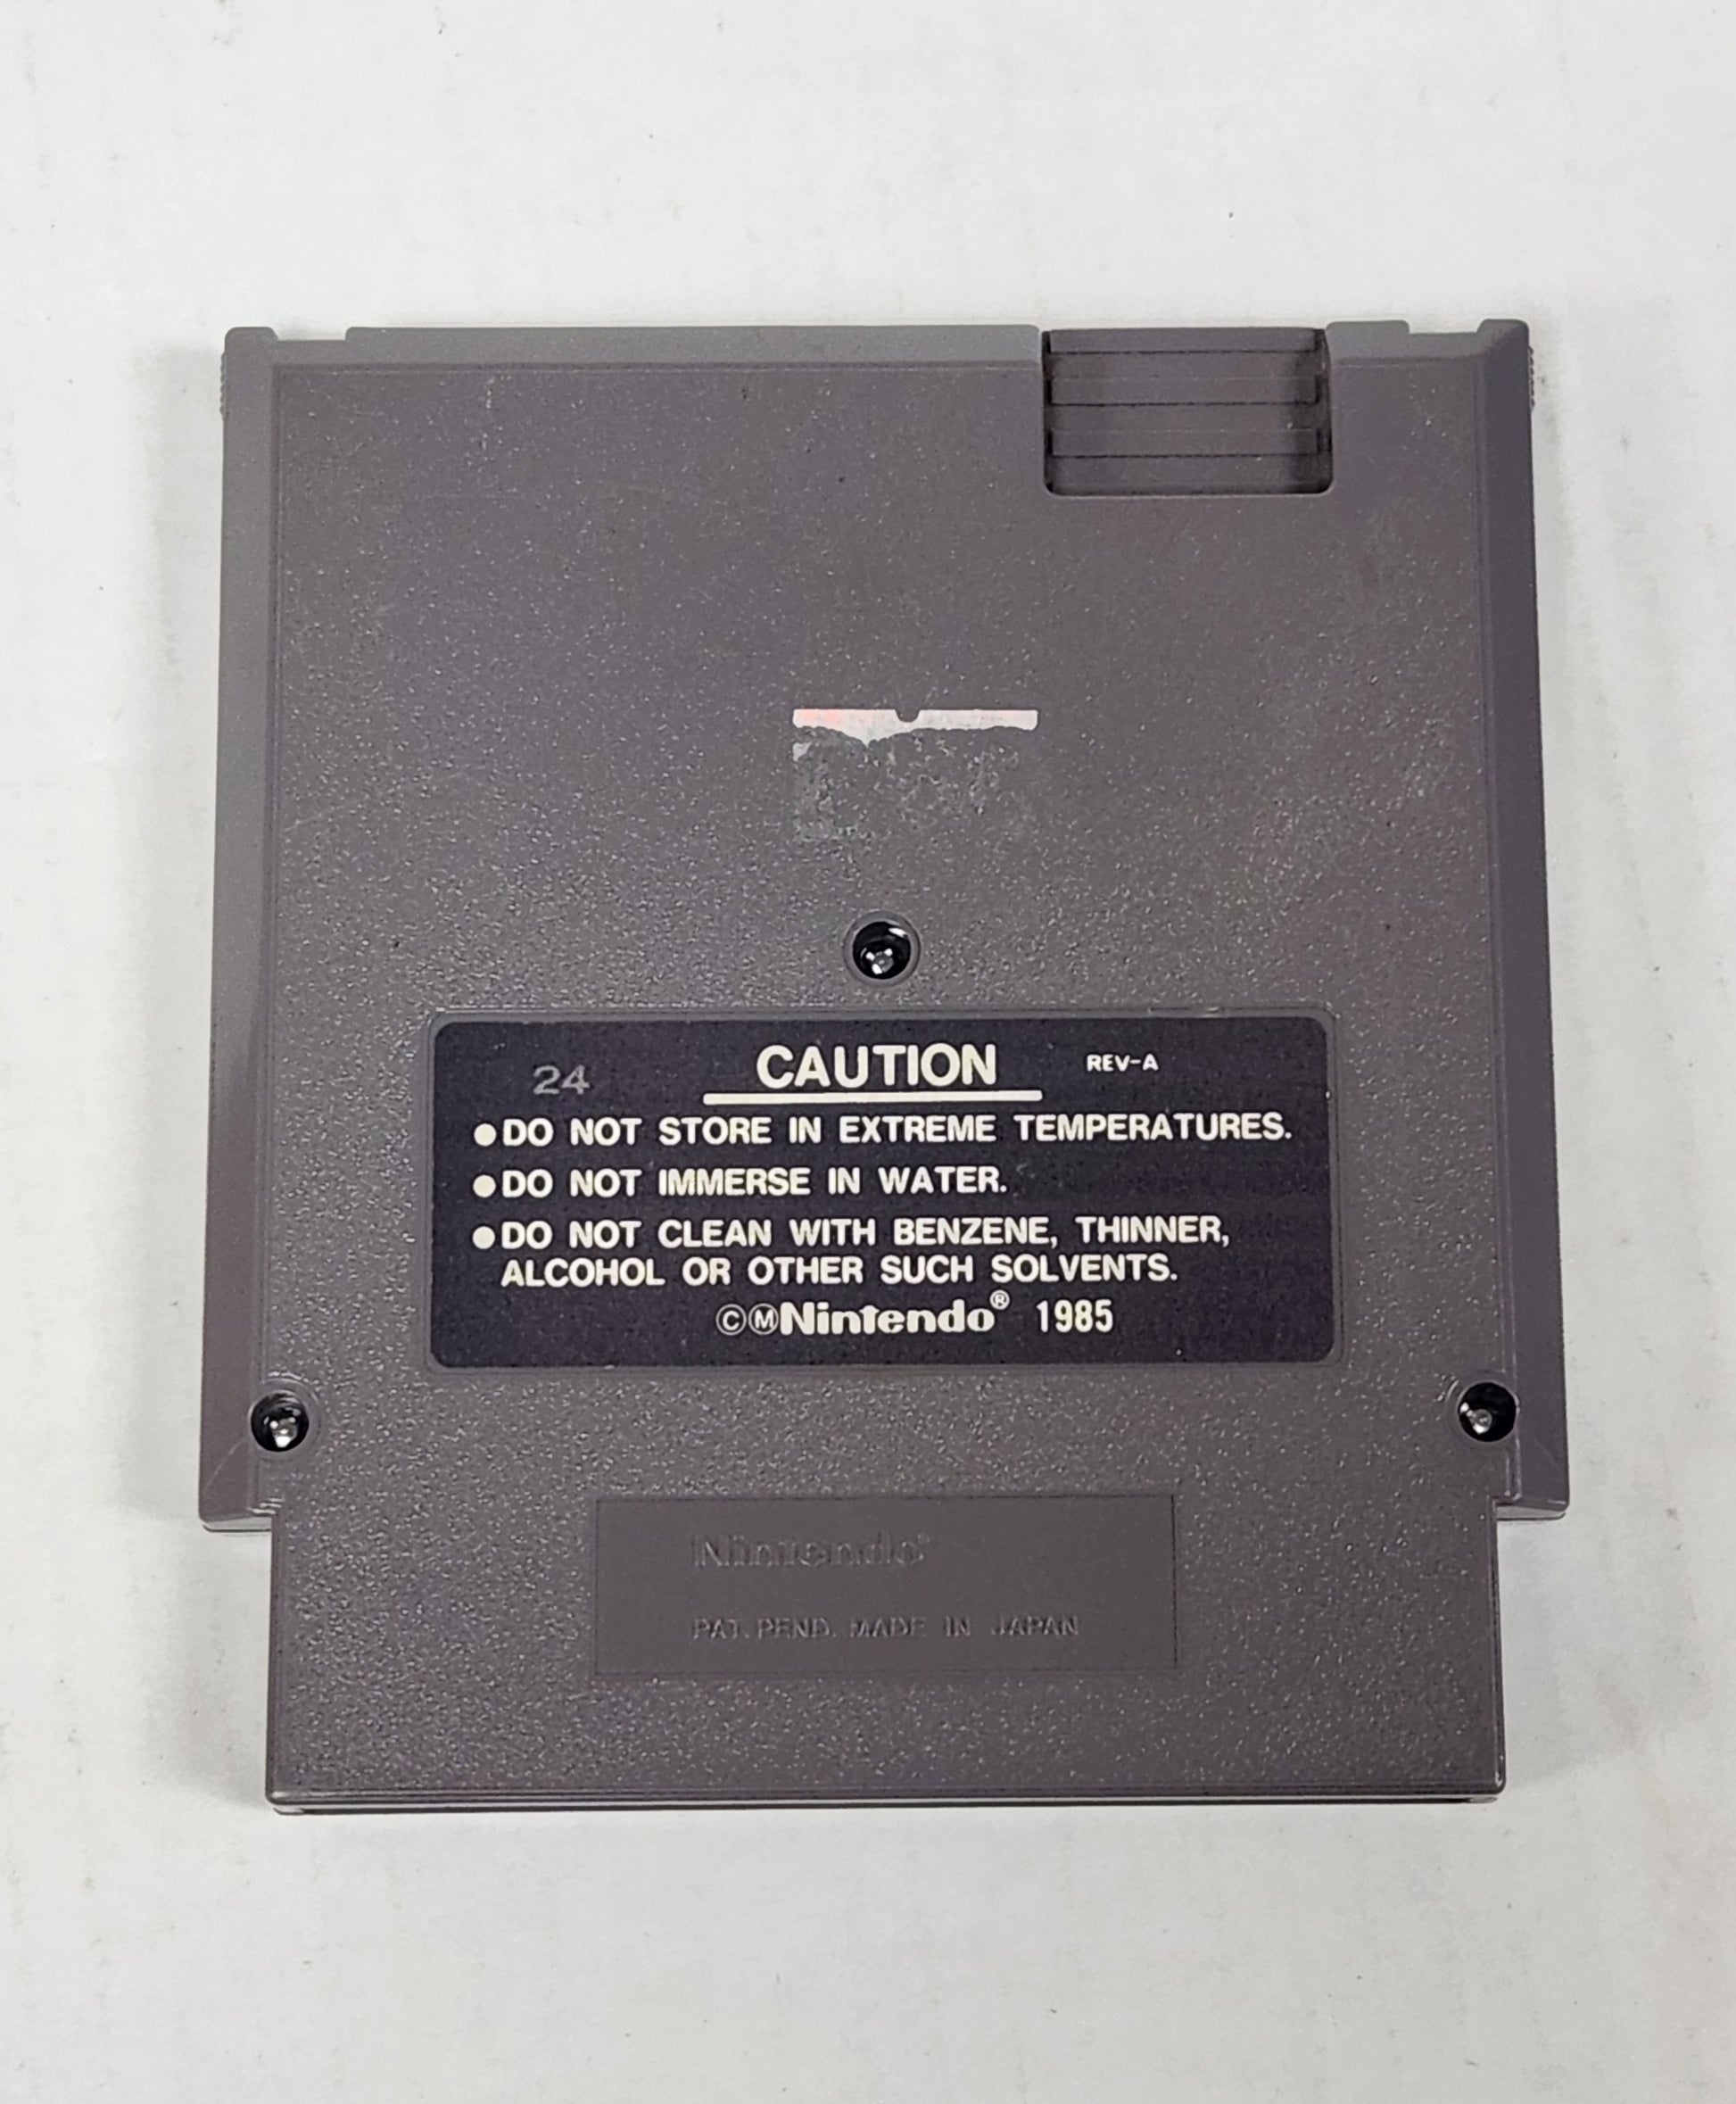 24 CAUTION REV-A
●DO NOT STORE IN EXTREME TEMPERATURES.
●DO NOT IMMERSE IN WATER.
●DO NOT CLEAN WITH BENZENE, THINNER,
ALCOHOL OR OTHER SUCH SOLVENTS.
©ⓂNintendo® 1985
Nintendo®
PAT. PEND. MADE IN JAPAN